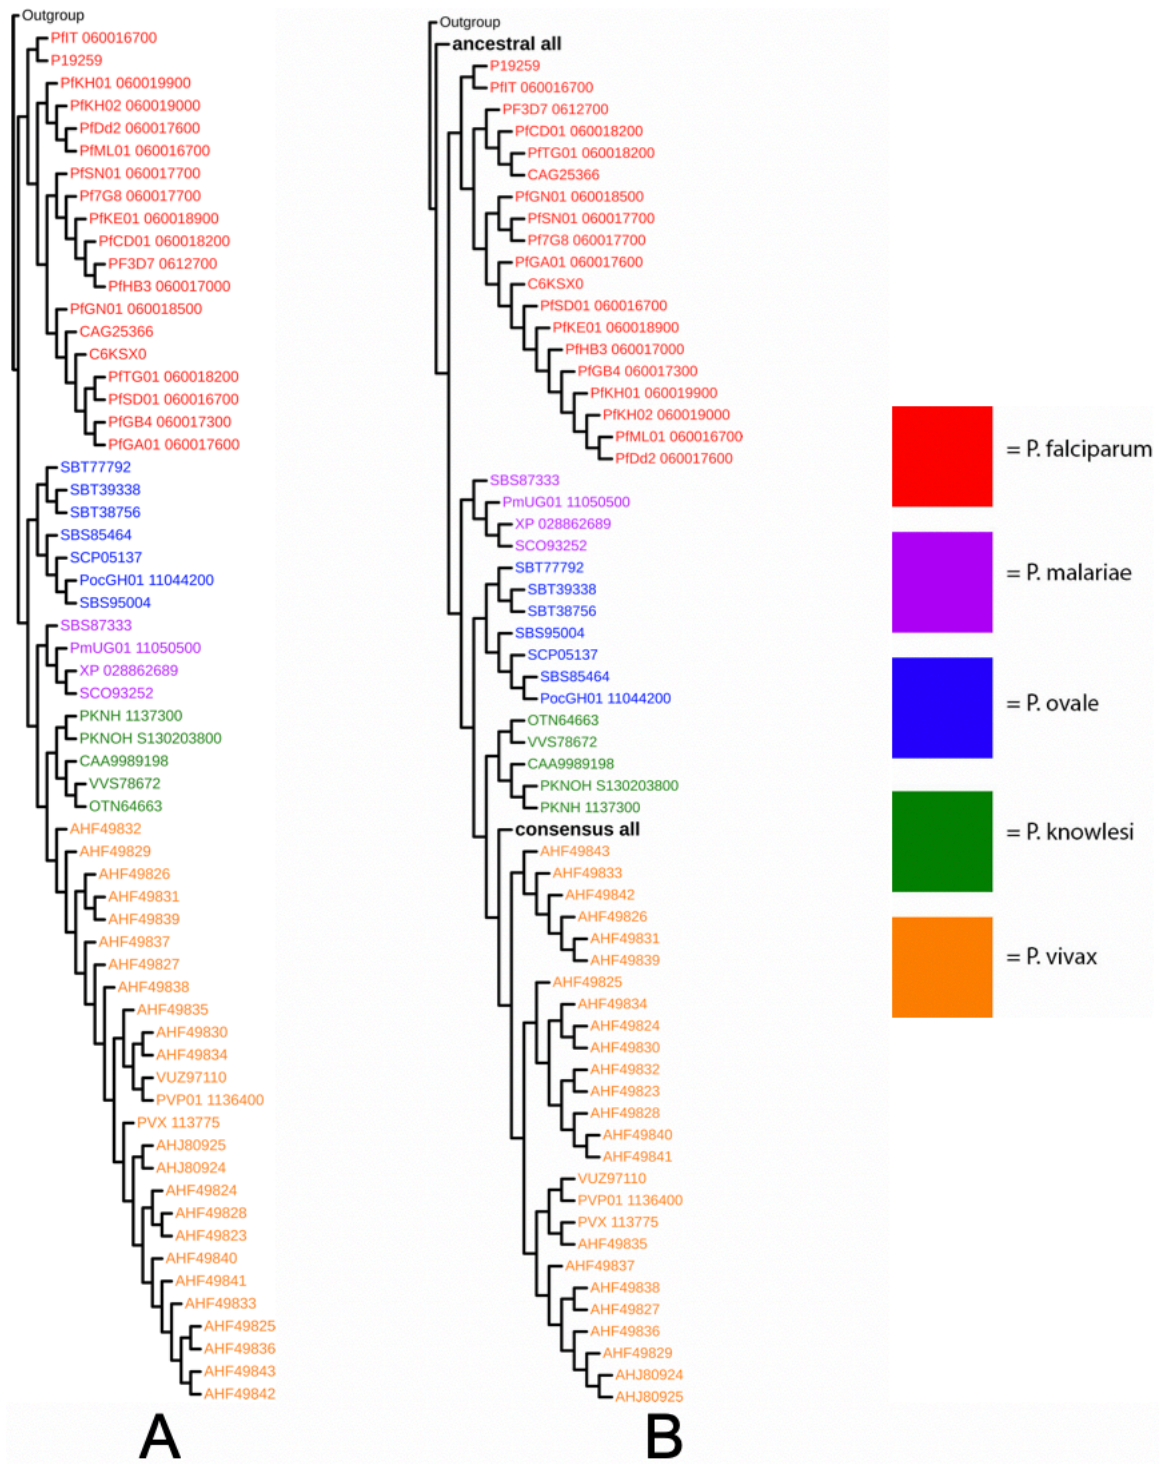 Outgroup
PfIT 060016700
P19259
PfKH01 060019900
PfKH02 060019000
PfDd2 060017600
PfML01 060016700
PfSN01 060017700
Pf7G8 060017700
PfKE01 060018900
PfCD01 060018200
PF3D7 0612700
PfHB3 060017000
PfGN01 060018500
CAG25366
C6KSX0
PfTG01 060018200
PfSD01 060016700
PfGB4 060017300
PfGA01 060017600
SBT77792
SBT39338
SBT38756
SBS85464
SCP05137
PocGH01 11044200
SBS95004
SBS87333
PmUG01 11050500
XP 028862689
SCO93252
PKNH 1137300
PKNOH S130203800
CAA9989198
VVS78672
OTN64663
AHF49832
AHF49829
AHF49826
AHF49831
AHF49839
AHF49837
AHF49827
AHF49838
AHF49835
AHF49830
AHF49834
VUZ97110
PVP01 1136400
PVX 113775
AHJ80925
AHJ80924
AHF49824
AHF49828
AHF49823
AHF49840
AHF49841
AHF49833
AHF49825
AHF49836
AHF49843
AHF49842
A
Outgroup
ancestral all
P19259
PfIT 060016700
PF3D7 0612700
PfCD01 060018200
PfTG01 060018200
CAG25366
PfGN01 060018500
PfSN01 060017700
Pf7G8 060017700
PfGA01 060017600
C6KSX0
PfSD01 060016700
PfKE01 060018900
PfHB3 060017000
PfGB4 060017300
PfKH01 060019900
PfKH02 060019000
PfML01 060016700
PfDd2 060017600
SBS87333
PmUG01 11050500
XP 028862689
SCO93252
SBT77792
SBT39338
SBT38756
SBS95004
SCP05137
SBS85464
PocGH01 11044200
OTN64663
VVS78672
CAA9989198
PKNOH S130203800
PKNH 1137300
consensus all
AHF49843
AHF49833
AHF49842
AHF49826
AHF49831
AHF49839
AHF49825
AHF49834
AHF49824
AHF49830
AHF49832
AHF49823
AHF49828
AHF49840
AHF49841
VUZ97110
PVP01 1136400
PVX 113775
AHF49835
AHF49837
AHF49838
AHF49827
AHF49836
AHF49829
AHJ80924
AHJ80925
B
= P. falciparum
= P. malariae
= P. ovale
= P. knowlesi
= P. vivax